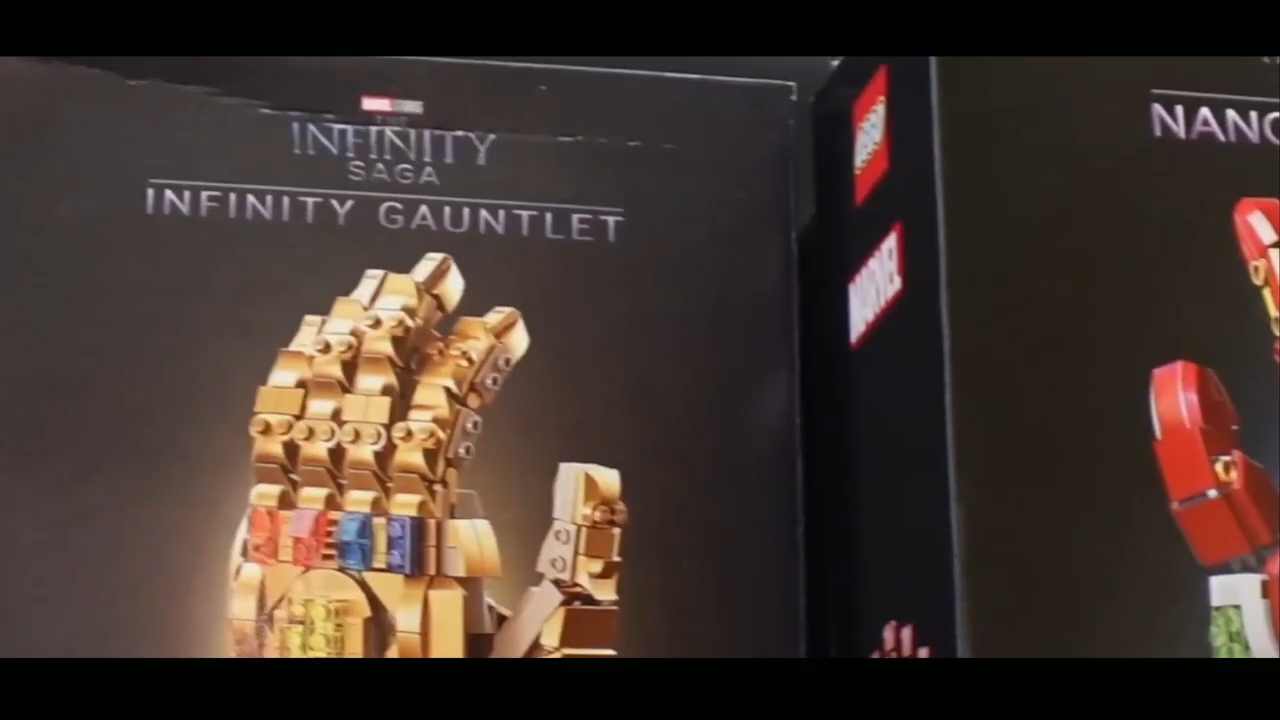 THE
INFINITY
SAGA
INFINITY GAUNTLET
LEGO
MARVEL
NANO